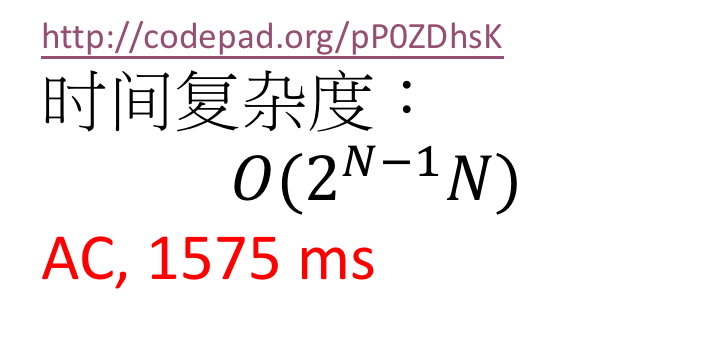 http://codepad.org/pP0ZDhsK
时间复杂度：
O(2^{N-1}N)
AC, 1575 ms